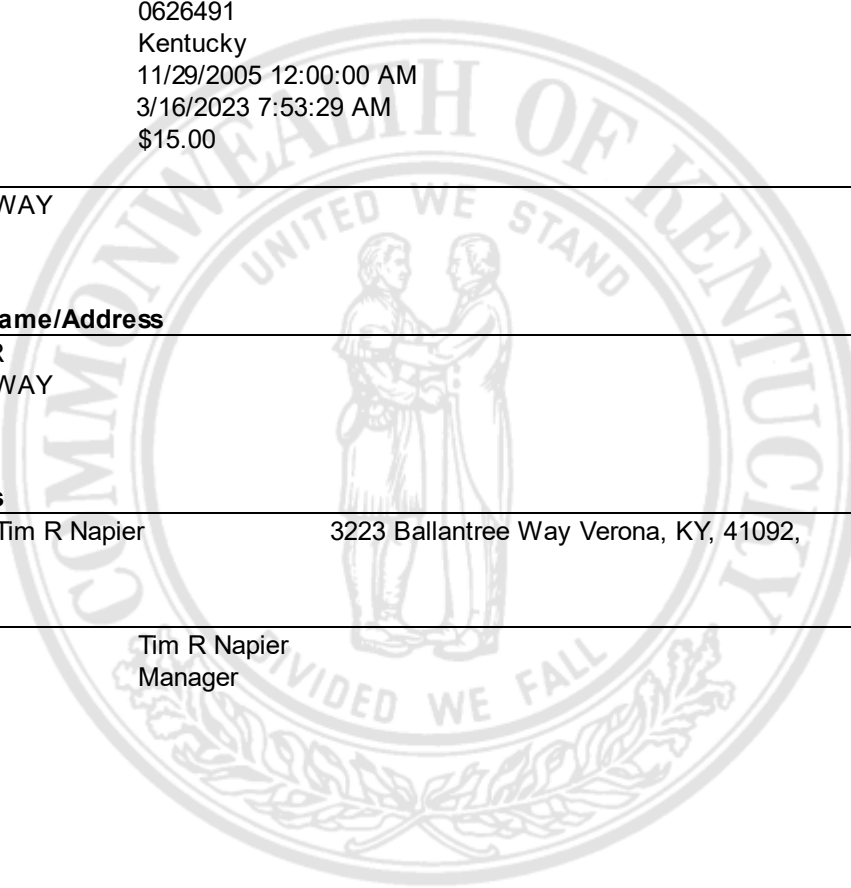 0626491
Kentucky
11/29/2005 12:00:00 AM
3/16/2023 7:53:29 AM
$15.00
WAY
ame/Address
R
WAY
s
Tim R Napier 3223 Ballantree Way Verona, KY, 41092,
Tim R Napier
Manager
COMMONWEALTH OF KENTUCKY
UNITED WE STAND
DIVIDED WE FALL